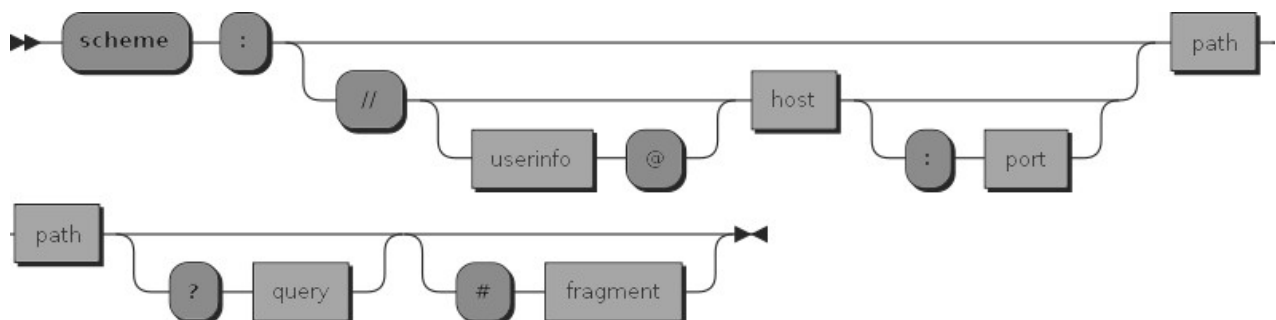 scheme : path
// host
userinfo @ : port
path
? query # fragment